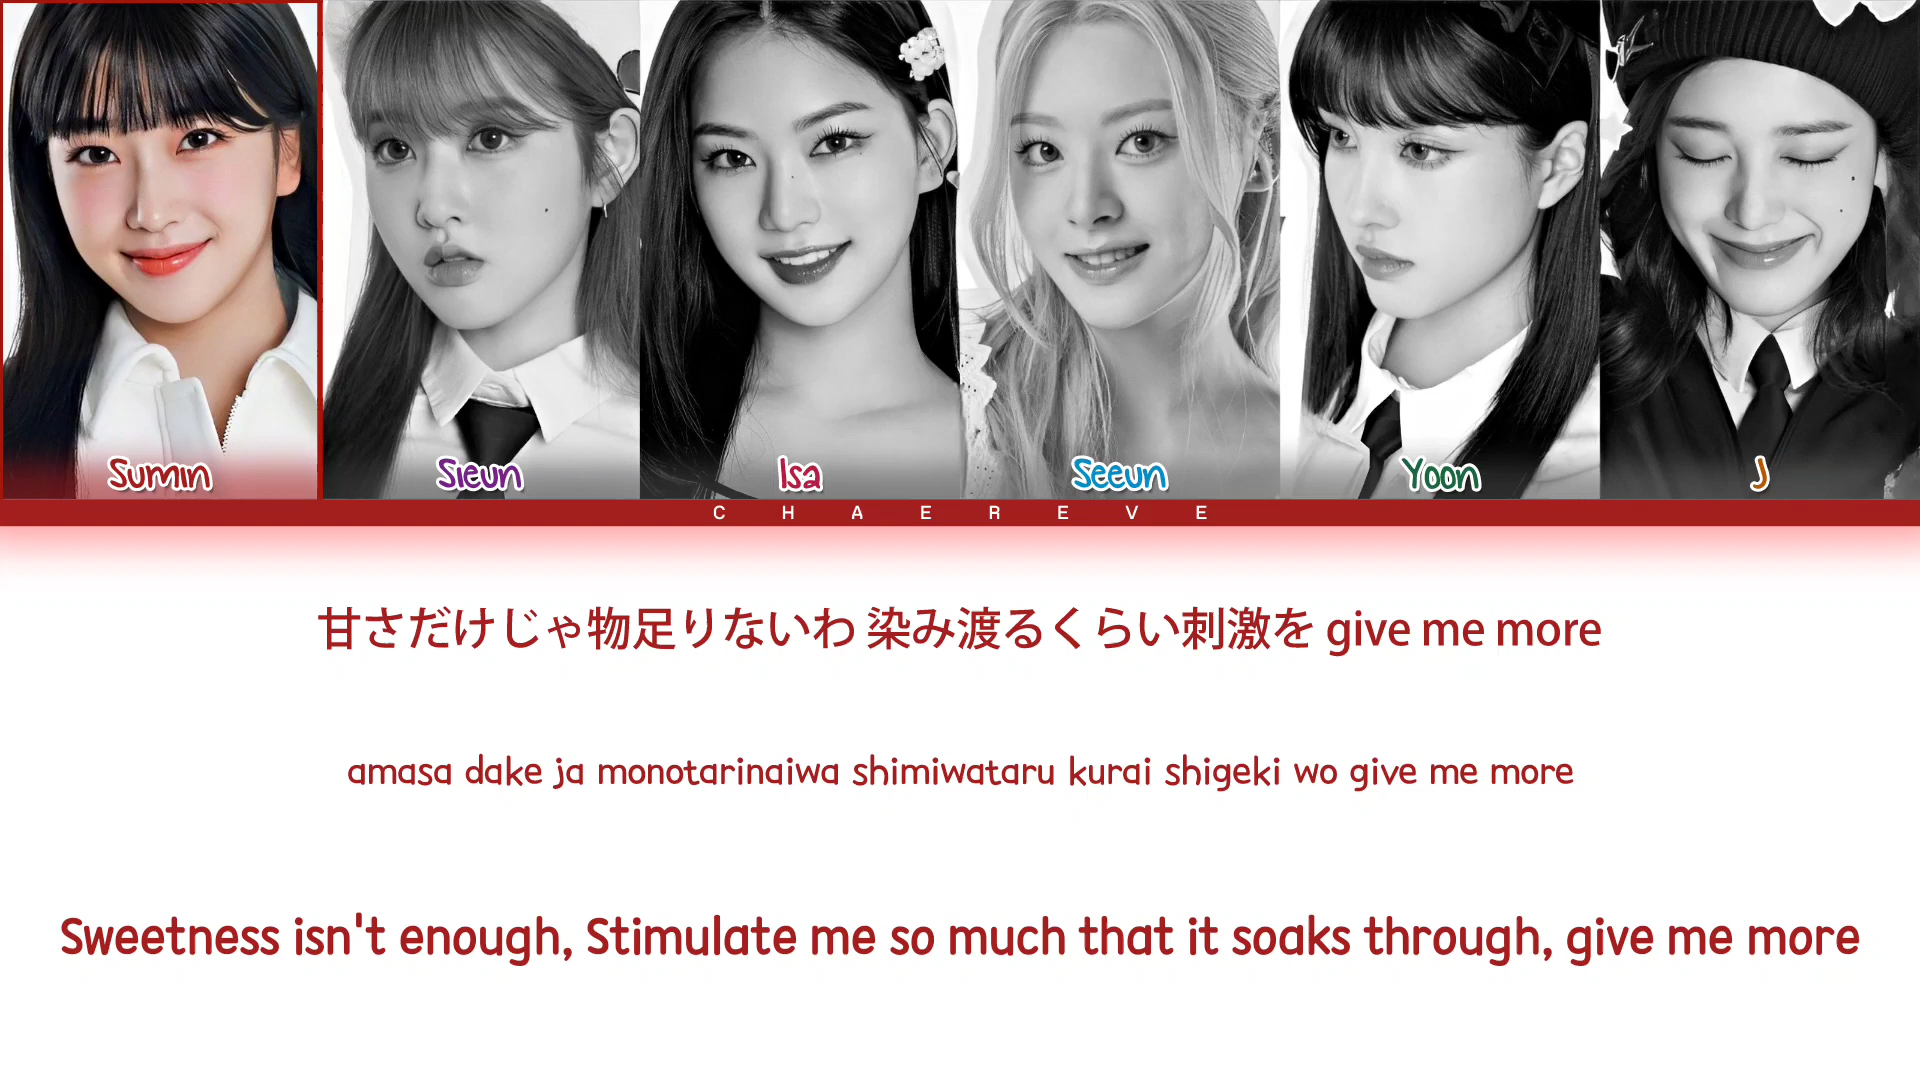 Sumin Sieun Isa Seeun Yoon J
CHAEREVE
甘さだけじゃ物足りないわ 染み渡るくらい刺激を give me more
amasa dake ja monotarinaiwa shimiwataru kurai shigeki wo give me more
Sweetness isn't enough, Stimulate me so much that it soaks through, give me more